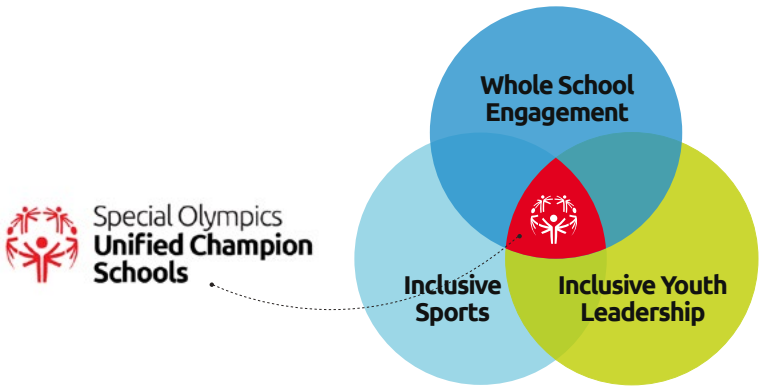 Whole School
Engagement
Special Olympics
Unified Champion
Schools
Inclusive
Sports
Inclusive Youth
Leadership